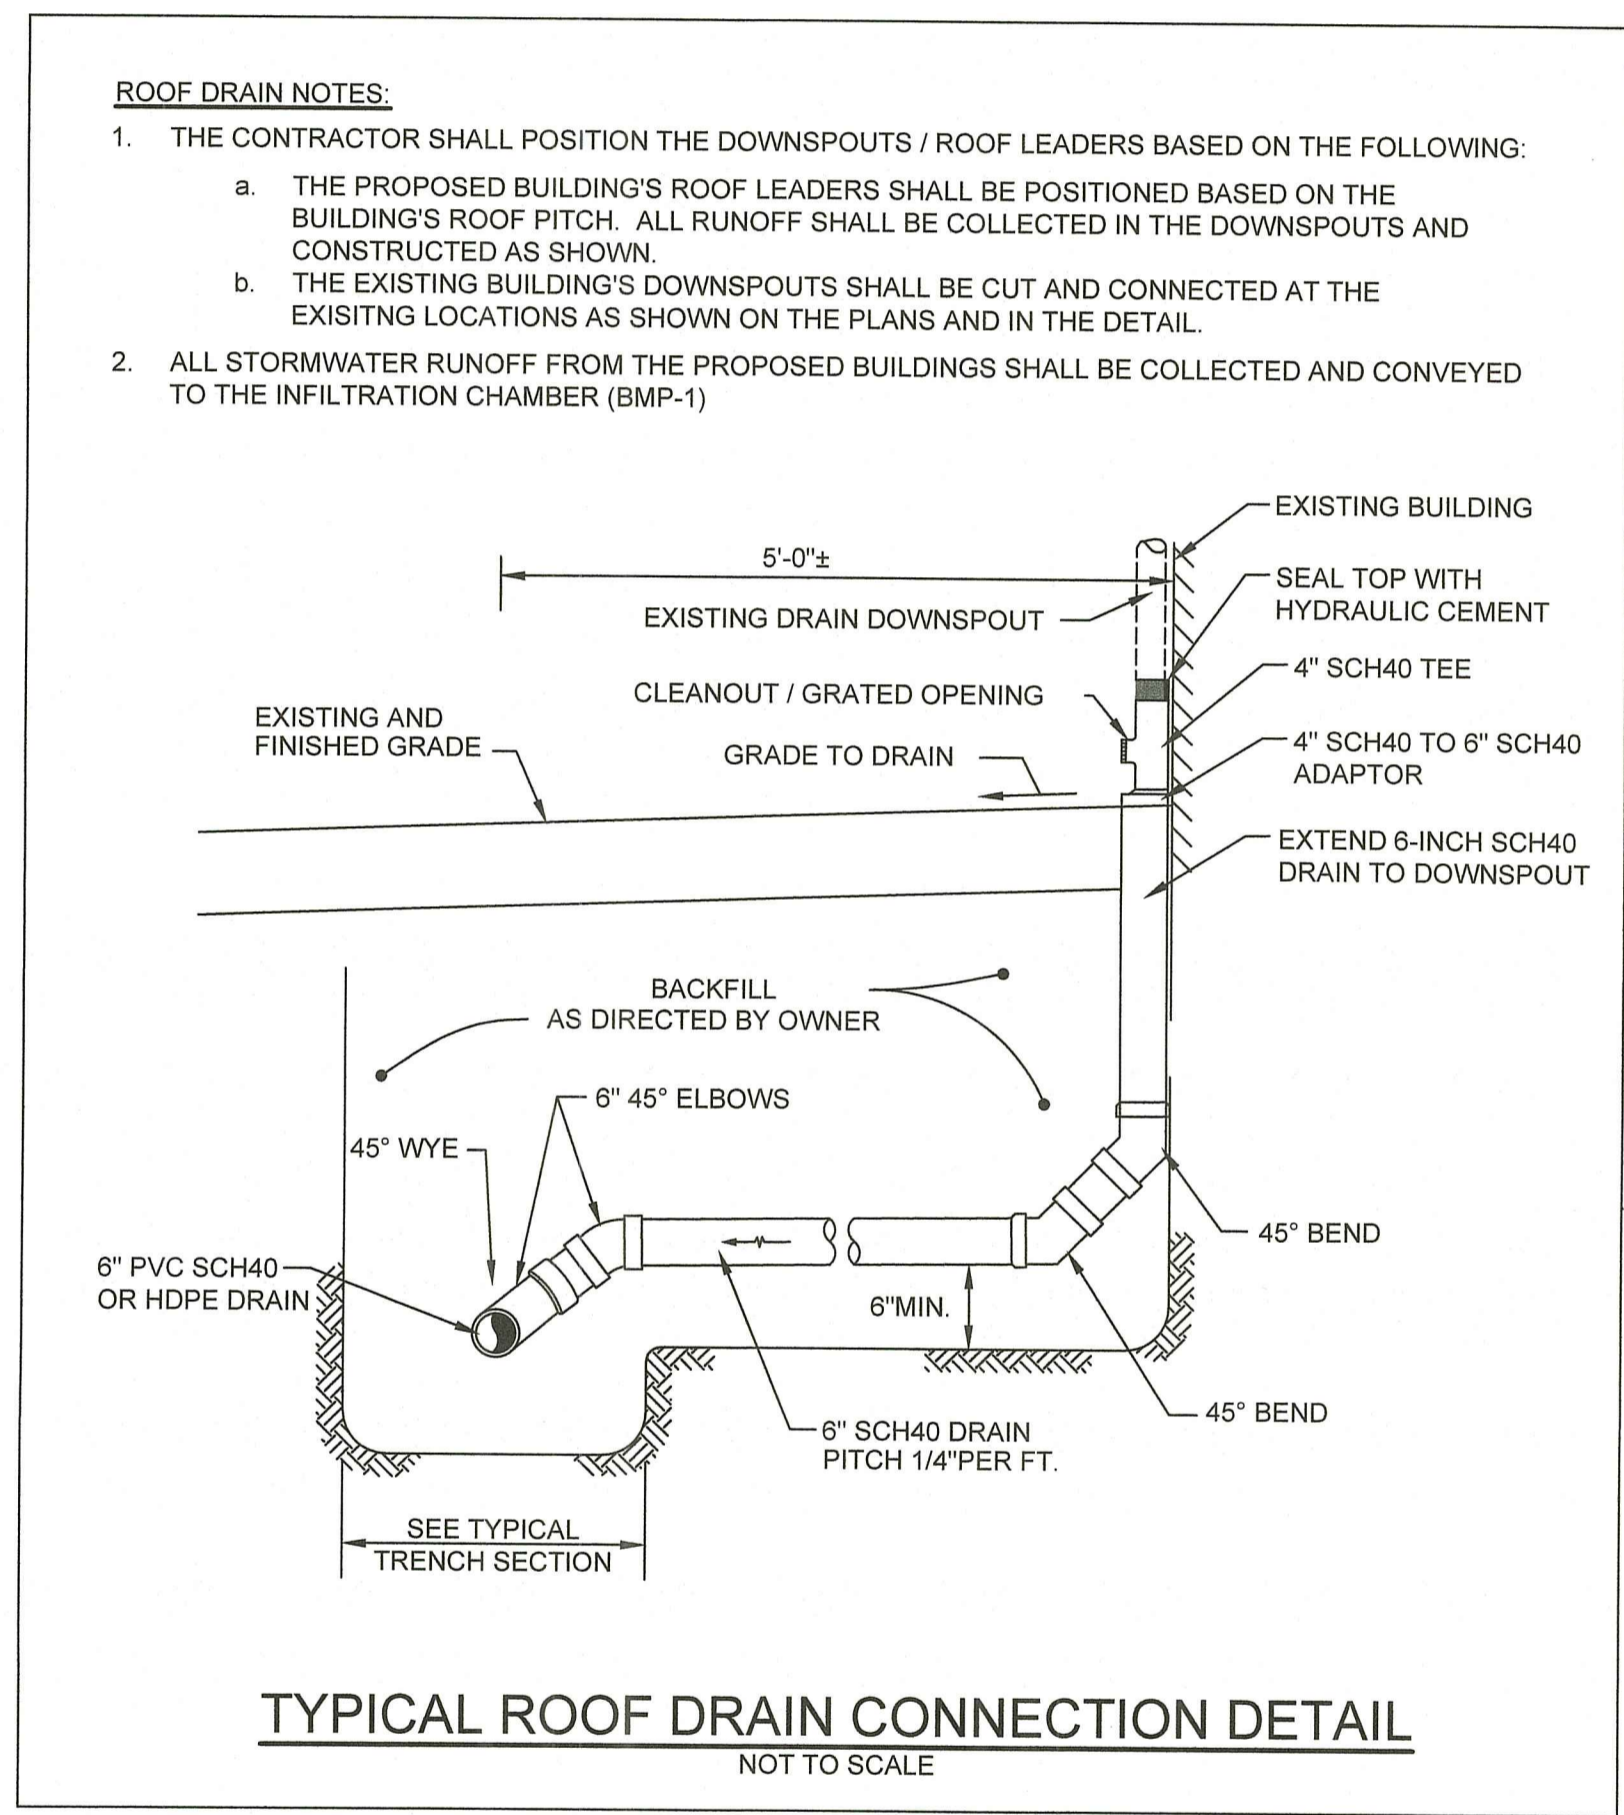 ROOF DRAIN NOTES:
1. THE CONTRACTOR SHALL POSITION THE DOWNSPOUTS / ROOF LEADERS BASED ON THE FOLLOWING:
a. THE PROPOSED BUILDING'S ROOF LEADERS SHALL BE POSITIONED BASED ON THE
BUILDING'S ROOF PITCH. ALL RUNOFF SHALL BE COLLECTED IN THE DOWNSPOUTS AND
CONSTRUCTED AS SHOWN.
b. THE EXISTING BUILDING'S DOWNSPOUTS SHALL BE CUT AND CONNECTED AT THE
EXISITNG LOCATIONS AS SHOWN ON THE PLANS AND IN THE DETAIL.
2. ALL STORMWATER RUNOFF FROM THE PROPOSED BUILDINGS SHALL BE COLLECTED AND CONVEYED
TO THE INFILTRATION CHAMBER (BMP-1)
EXISTING BUILDING
5'-0"±
SEAL TOP WITH
HYDRAULIC CEMENT
EXISTING DRAIN DOWNSPOUT
4" SCH40 TEE
CLEANOUT / GRATED OPENING
EXISTING AND
FINISHED GRADE
GRADE TO DRAIN
4" SCH40 TO 6" SCH40
ADAPTOR
EXTEND 6-INCH SCH40
DRAIN TO DOWNSPOUT
BACKFILL
AS DIRECTED BY OWNER
6" 45° ELBOWS
45° WYE
45° BEND
6" PVC SCH40
OR HDPE DRAIN
6"MIN.
45° BEND
6" SCH40 DRAIN
PITCH 1/4"PER FT.
SEE TYPICAL
TRENCH SECTION
TYPICAL ROOF DRAIN CONNECTION DETAIL
NOT TO SCALE